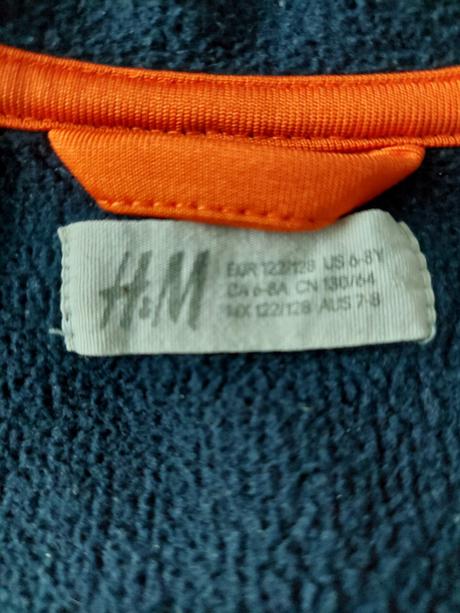 H&M
EUR 122/128 US 6-8Y
CA 6-8A CN 130/64
MX 122/128 AUS 7-8